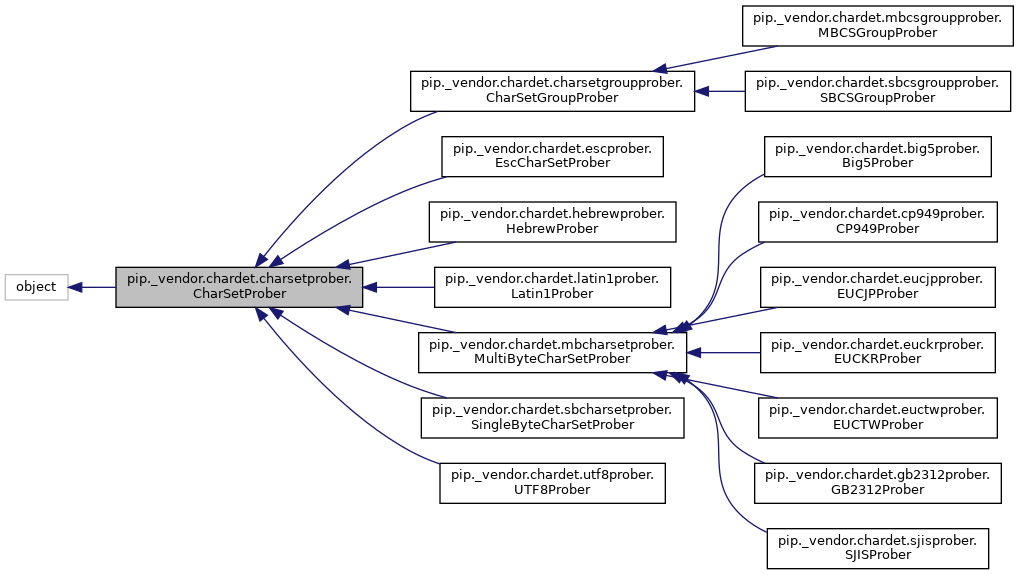 pip._vendor.chardet.mbcsgroupprober.
MBCSGroupProber
pip._vendor.chardet.charsetgroupprober.
CharSetGroupProber
pip._vendor.chardet.sbcsgroupprober.
SBCSGroupProber
pip._vendor.chardet.escprober.
EscCharSetProber
pip._vendor.chardet.big5prober.
Big5Prober
pip._vendor.chardet.hebrewprober.
HebrewProber
pip._vendor.chardet.cp949prober.
CP949Prober
object
pip._vendor.chardet.charsetprober.
CharSetProber
pip._vendor.chardet.latin1prober.
Latin1Prober
pip._vendor.chardet.eucjpprober.
EUCJPProber
pip._vendor.chardet.mbcharsetprober.
MultiByteCharSetProber
pip._vendor.chardet.euckrprober.
EUCKRProber
pip._vendor.chardet.sbcharsetprober.
SingleByteCharSetProber
pip._vendor.chardet.euctwprober.
EUCTWProber
pip._vendor.chardet.utf8prober.
UTF8Prober
pip._vendor.chardet.gb2312prober.
GB2312Prober
pip._vendor.chardet.sjisprober.
SJISProber